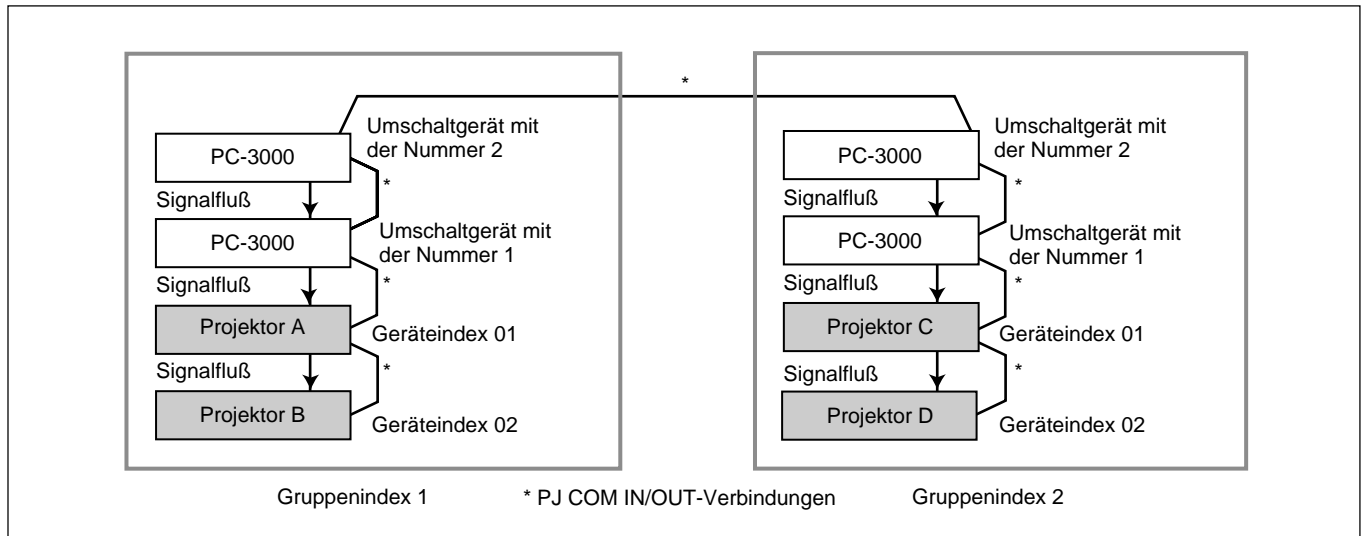 *
PC-3000
Umschaltgerät mit
der Nummer 2
*
Signalfluß
PC-3000
Umschaltgerät mit
der Nummer 1
*
Signalfluß
Projektor A
Geräteindex 01
*
Signalfluß
Projektor B
Geräteindex 02
Gruppenindex 1
PC-3000
Umschaltgerät mit
der Nummer 2
*
Signalfluß
PC-3000
Umschaltgerät mit
der Nummer 1
*
Signalfluß
Projektor C
Geräteindex 01
*
Signalfluß
Projektor D
Geräteindex 02
* PJ COM IN/OUT-Verbindungen
Gruppenindex 2